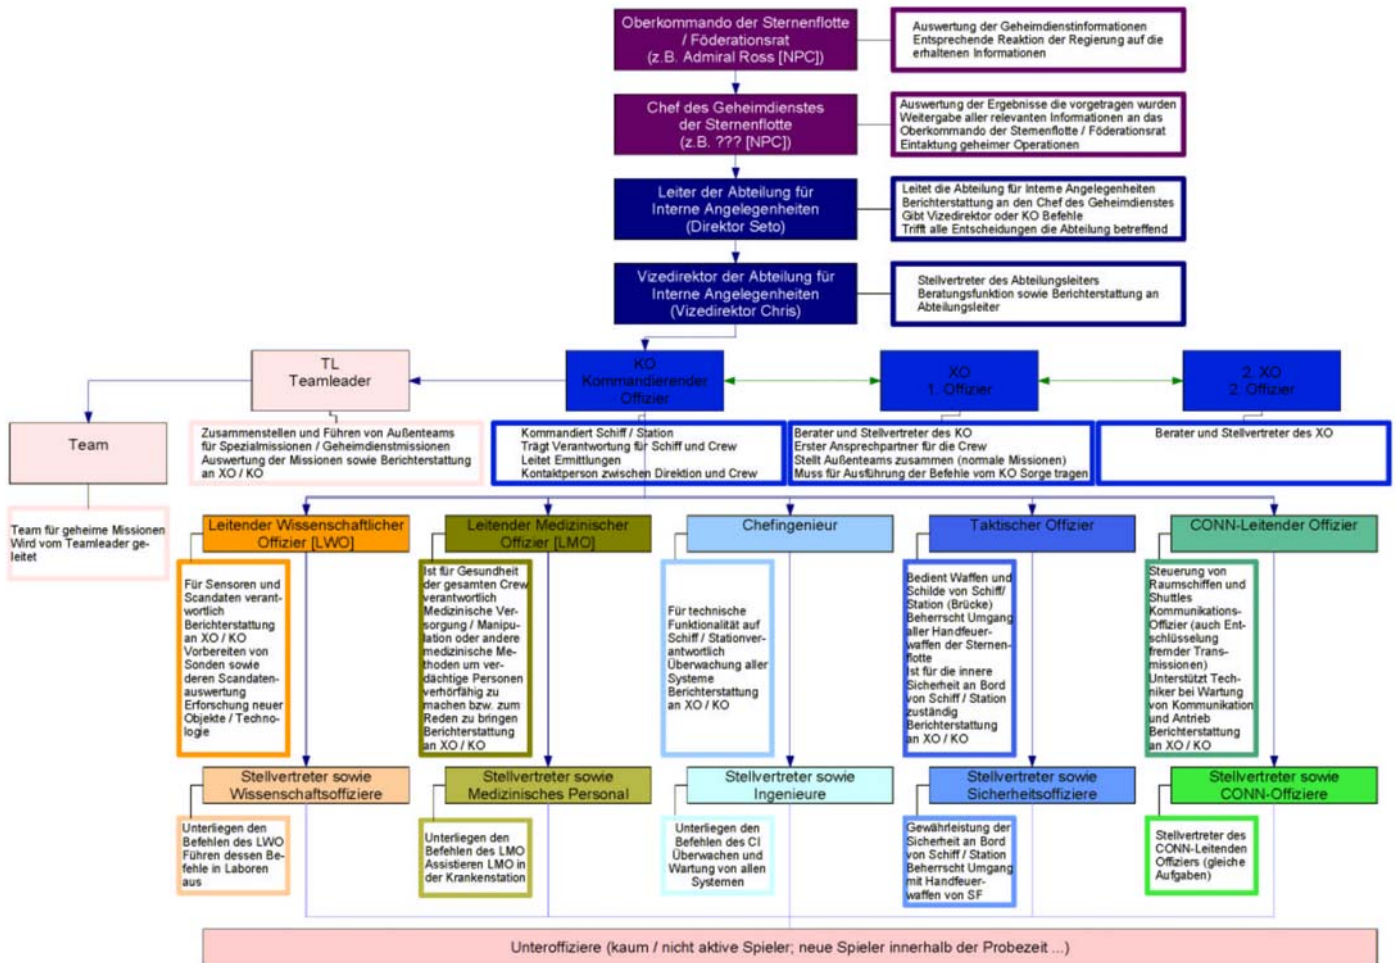 Oberkommando der Sternenflotte
/ Föderationsrat
(z.B. Admiral Ross [NPC])
Auswertung der Geheimdienstinformationen
Entsprechende Reaktion der Regierung auf die
erhaltenen Informationen
Chef des Geheimdienstes
der Sternenflotte
(z.B. ??? [NPC])
Auswertung der Ergebnisse die vorgetragen wurden
Weitergabe aller relevanten Informationen an das
Oberkommando der Sternenflotte / Föderationsrat
Eintaktung geheimer Operationen
Leiter der Abteilung für
Interne Angelegenheiten
(Direktor Seto)
Leitet die Abteilung für Interne Angelegenheiten
Berichterstattung an den Chef des Geheimdienstes
Gibt Vizedirektor oder KO Befehle
Trifft alle Entscheidungen die Abteilung betreffend
Vizedirektor der Abteilung für
Interne Angelegenheiten
(Vizedirektor Chris)
Stellvertreter des Abteilungsleiters
Beratungsfunktion sowie Berichterstattung an
Abteilungsleiter
TL
Teamleader
KO
Kommandierender
Offizier
XO
1. Offizier
2. XO
2. Offizier
Team
Zusammenstellen und Führen von Außenteams
für Spezialmissionen / Geheimdienstmissionen
Auswertung der Missionen sowie Berichterstattung
an XO / KO
Kommandiert Schiff / Station
Trägt Verantwortung für Schiff und Crew
Leitet Ermittlungen
Kontaktperson zwischen Direktion und Crew
Berater und Stellvertreter des KO
Erster Ansprechpartner für die Crew
Stellt Außenteams zusammen (normale Missionen)
Muss für Ausführung der Befehle vom KO Sorge tragen
Berater und Stellvertreter des XO
Team für geheime Missionen
Wird vom Teamleader ge-
leitet
Leitender Wissenschaftlicher
Offizier [LWO]
Leitender Medizinischer
Offizier [LMO]
Chefingenieur
Taktischer Offizier
CONN-Leitender Offizier
Für Sensoren und
Scandaten verant-
wortlich
Berichterstattung
an XO / KO
Vorbereiten von
Sonden sowie
deren Scandaten-
auswertung
Erforschung neuer
Objekte / Techno-
logie
Ist für Gesundheit
der gesamten Crew
verantwortlich
Medizinische Ver-
sorgung / Manipu-
lation oder andere
medizinische Me-
thoden um ver-
dächtige Personen
verhörfähig zu
machen bzw. zum
Reden zu bringen
Berichterstattung
an XO / KO
Für technische
Funktionalität auf
Schiff / Stationver-
antwortlich
Überwachung aller
Systeme
Berichterstattung
an XO / KO
Bedient Waffen und
Schilde von Schiff/
Station (Brücke)
Beherrscht Umgang
aller Handfeuer-
waffen der Sternen-
flotte
Ist für die innere
Sicherheit an Bord
von Schiff / Station
zuständig
Berichterstattung
an XO / KO
Steuerung von
Raumschiffen und
Shuttles
Kommunikations-
Offizier (auch Ent-
schlüsselung
fremder Trans-
missionen)
Unterstützt Tech-
niker bei Wartung
von Kommunikation
und Antrieb
Berichterstattung
an XO / KO
Stellvertreter sowie
Wissenschaftsoffiziere
Stellvertreter sowie
Medizinisches Personal
Stellvertreter sowie
Ingenieure
Stellvertreter sowie
Sicherheitsoffiziere
Stellvertreter sowie
CONN-Offiziere
Unterliegen den
Befehlen des LWO
Führen dessen Be-
fehle in Laboren
aus
Unterliegen den
Befehlen des LMO
Assistieren LMO in
der Krankenstation
Unterliegen den
Befehlen des CI
Überwachen und
Wartung von allen
Systemen
Gewährleistung der
Sicherheit an Bord
von Schiff / Station
Beherrscht Umgang
mit Handfeuer-
waffen von SF
Stellvertreter des
CONN-Leitenden
Offiziers (gleiche
Aufgaben)
Unteroffiziere (kaum / nicht aktive Spieler; neue Spieler innerhalb der Probezeit ...)